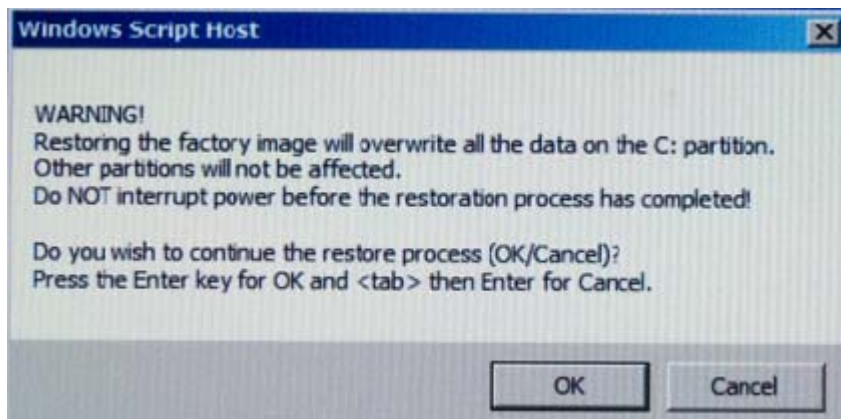 Windows Script Host
WARNING!
Restoring the factory image will overwrite all the data on the C: partition.
Other partitions will not be affected.
Do NOT interrupt power before the restoration process has completed!
Do you wish to continue the restore process (OK/Cancel)?
Press the Enter key for OK and <tab> then Enter for Cancel.
OK Cancel